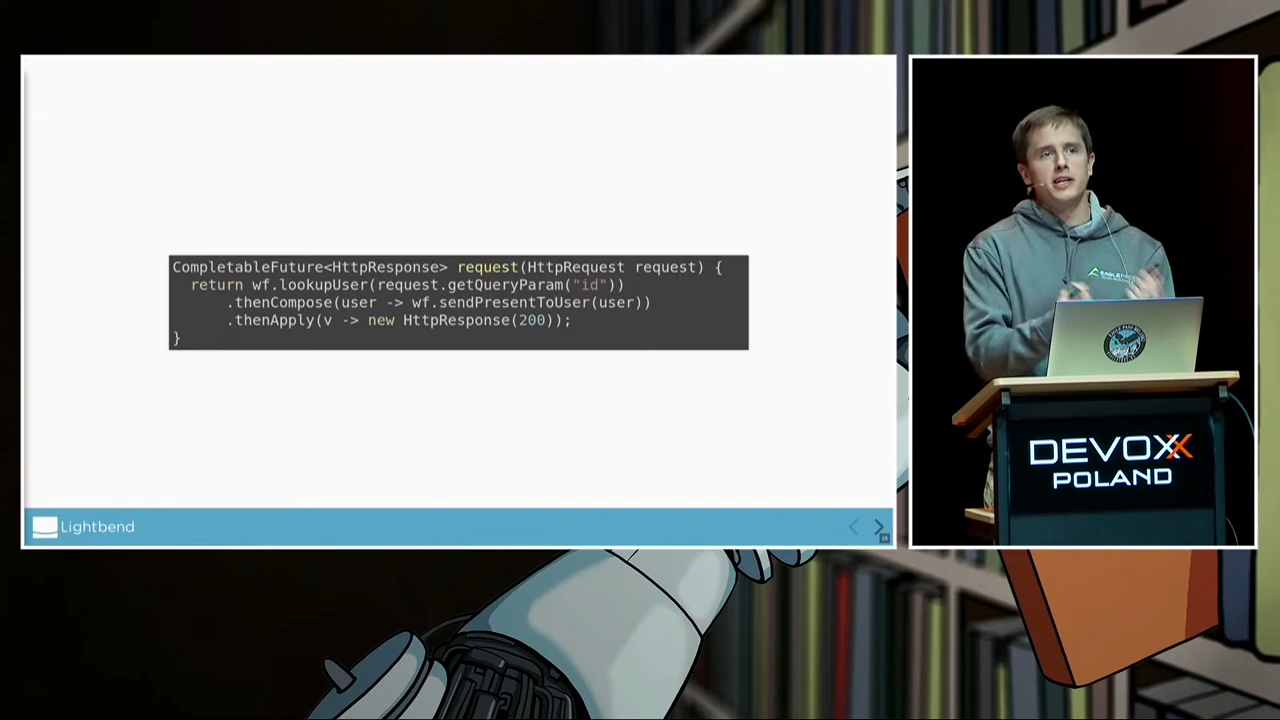 CompletableFuture<HttpResponse> request(HttpRequest request) {
  return wf.lookupUser(request.getQueryParam("id"))
      .thenCompose(user -> wf.sendPresentToUser(user))
      .thenApply(v -> new HttpResponse(200));
}
Lightbend
DEVOXX
POLAND